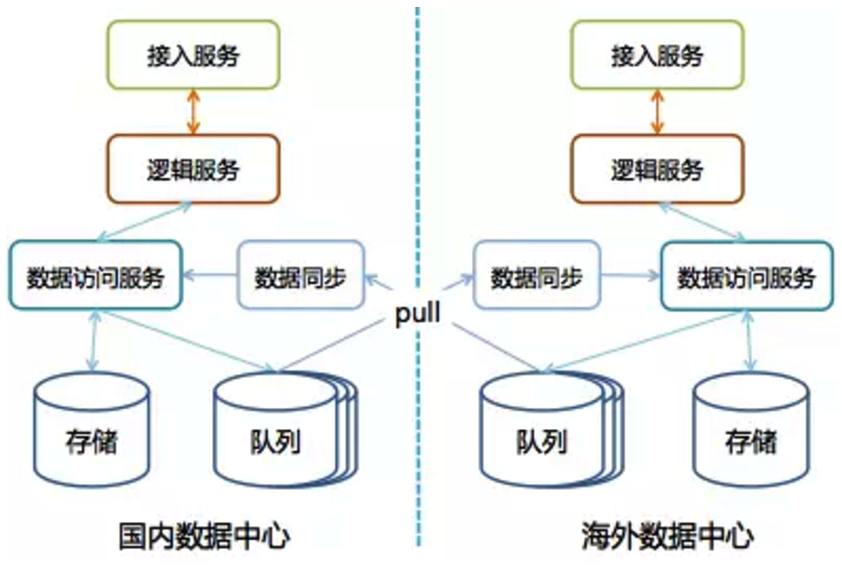 接入服务
接入服务
逻辑服务
逻辑服务
数据访问服务
数据同步
数据同步
数据访问服务
pull
存储
队列
队列
存储
国内数据中心
海外数据中心